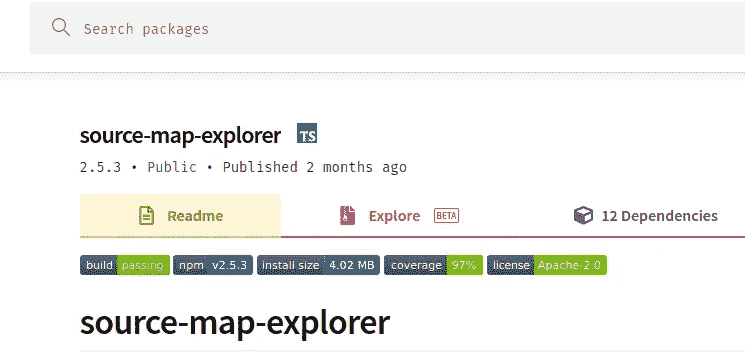 Search packages
source-map-explorer TS
2.5.3 • Public • Published 2 months ago
Readme Explore BETA 12 Dependencies
build passing npm v2.5.3 install size 4.02 MB coverage 97% license Apache-2.0
source-map-explorer